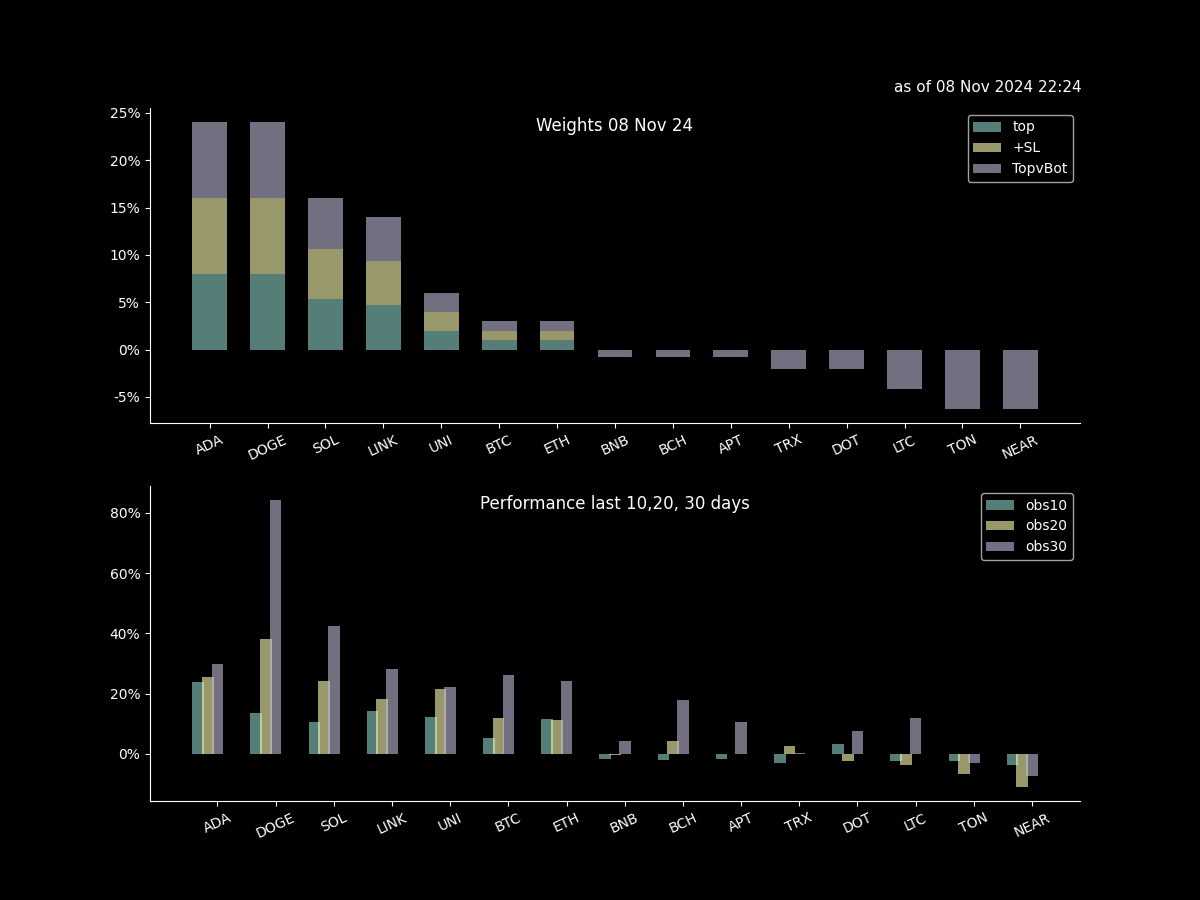 as of 08 Nov 2024 22:24
Weights 08 Nov 24
top
+SL
TopvBot
25%
20%
15%
10%
5%
0%
-5%
ADA DOGE SOL LINK UNI BTC ETH BNB BCH APT TRX DOT LTC TON NEAR
Performance last 10,20, 30 days
obs10
obs20
obs30
80%
60%
40%
20%
0%
ADA DOGE SOL LINK UNI BTC ETH BNB BCH APT TRX DOT LTC TON NEAR